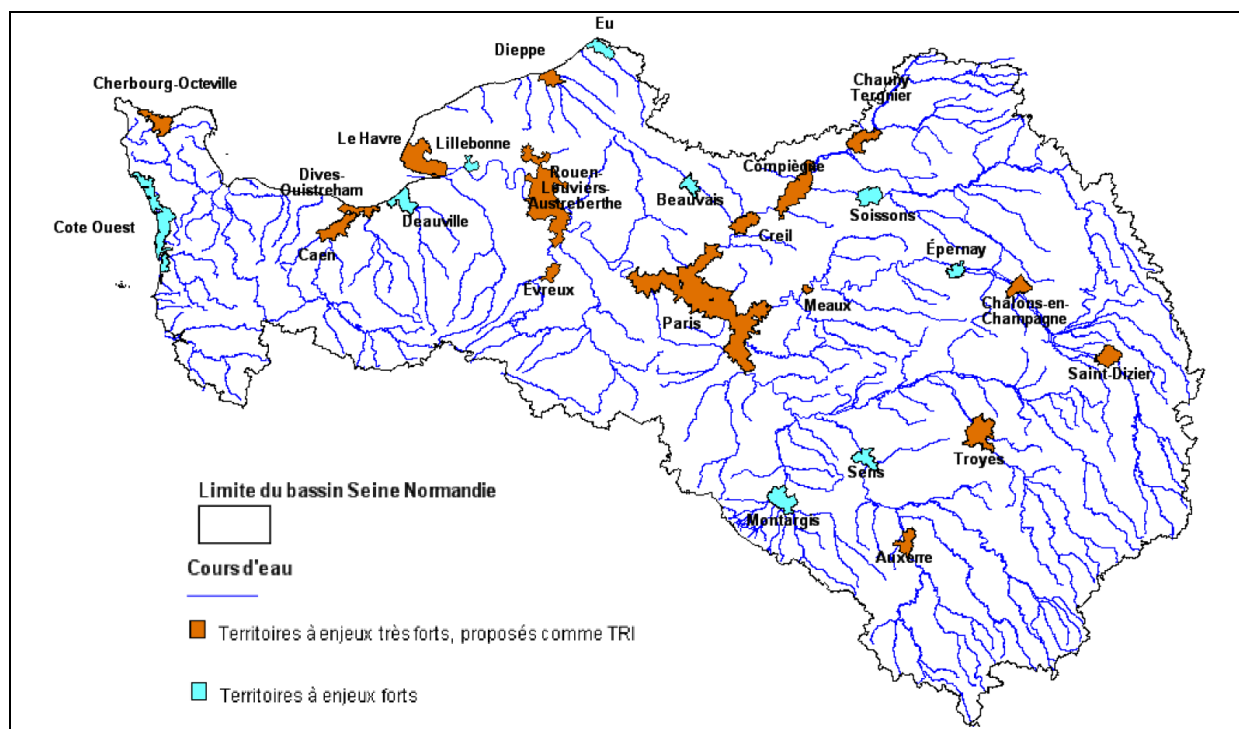 Eu
Dieppe
Cherbourg-Octeville
Chauny
Tergnier
Le Havre
Lillebonne
Compiègne
Rouen-
Louviers-
Austreberthe
Dives-
Ouistreham
Beauvais
Soissons
Deauville
Cote Ouest
Creil
Caen
Épernay
Evreux
Meaux
Châlons-en-
Champagne
Paris
Saint-Dizier
Troyes
Sens
Montargis
Auxerre
Limite du bassin Seine Normandie
Cours d'eau
Territoires à enjeux très forts, proposés comme TRI
Territoires à enjeux forts